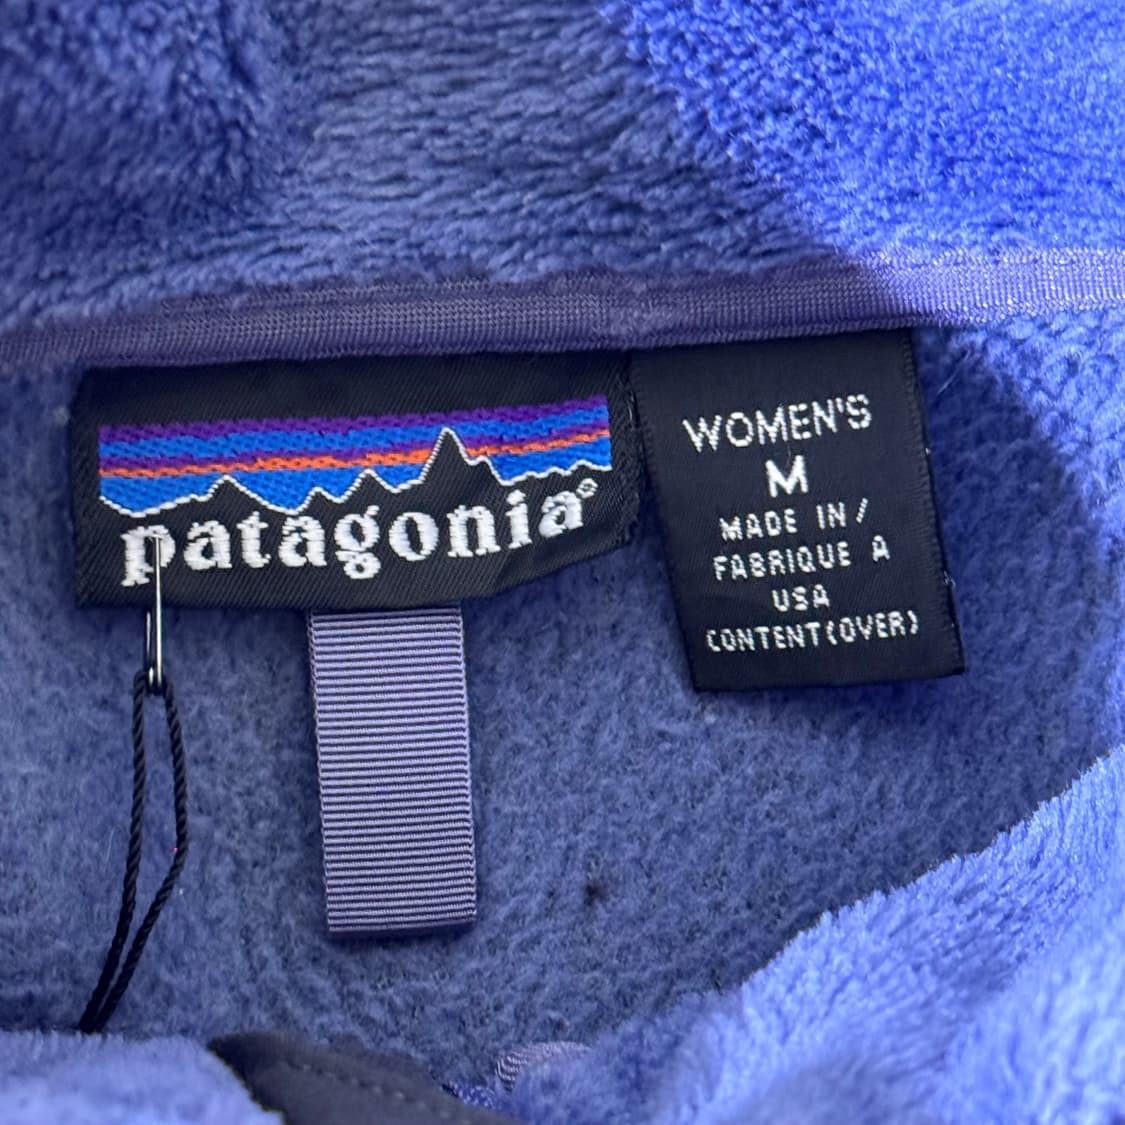 patagonia®
WOMEN'S
M
MADE IN/
FABRIQUE A
USA
CONTENT(OVER)